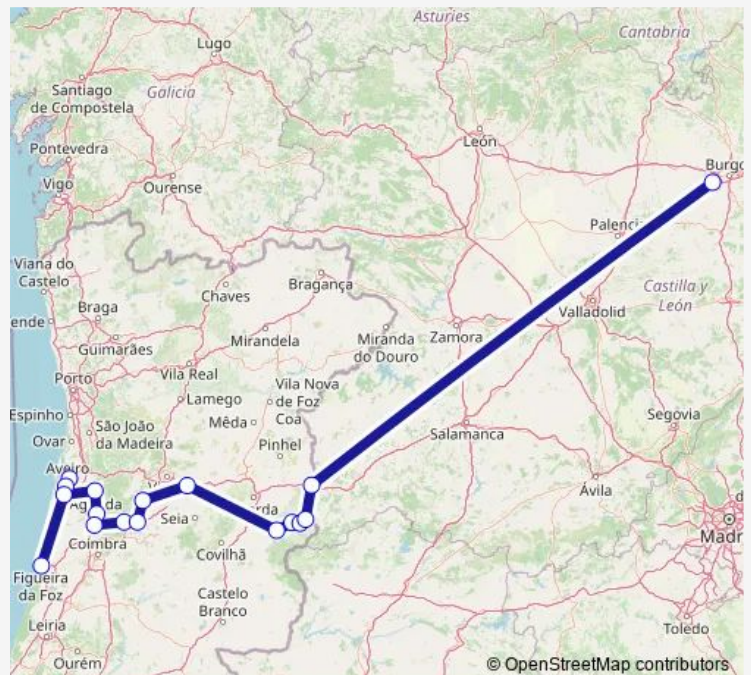 Asturies
Cantabria
Lugo
Santiago
de Compostela
Galicia
León
Pontevedra
Vigo
Ourense
Burgo
Palencia
Viana do
Castelo
Chaves
Bragança
Castilla y
León
Braga
ende
Guimarães
Mirandela
Miranda
do Douro
Zamora
Valladolid
Porto
Vila Real
Lamego
Vila Nova
de Foz
Coa
Espinho
São João
da Madeira
Mêda
Segovia
Ovar
Pinhel
Salamanca
Aveiro
Ávila
Seia
Coimbra
Covilhã
Madr
Figueira
da Foz
Castelo
Branco
Leiria
Toledo
Ourém
© OpenStreetMap contributors